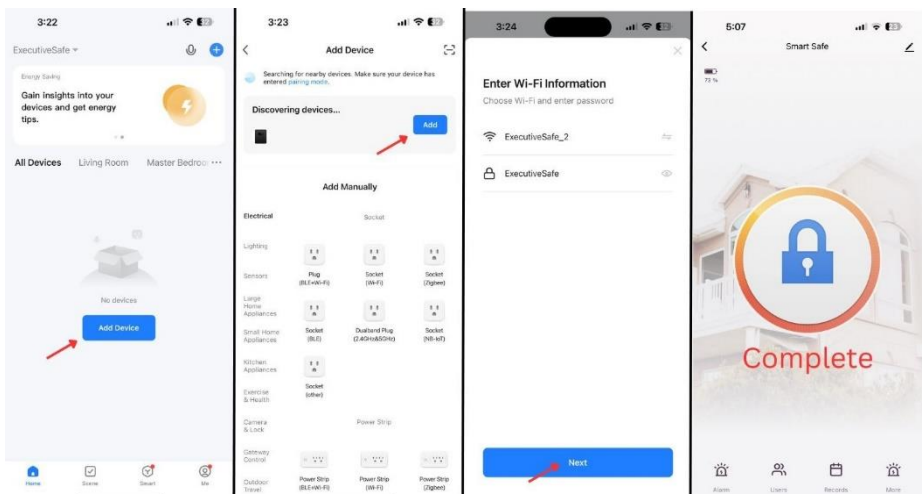 3:22
ExecutiveSafe
Energy Saving
Gain insights into your
devices and get energy
tips.
All Devices Living Room Master Bedroo
No devices
Add Device
Home Scene Smart Me
3:23
Add Device
Searching for nearby devices. Make sure your device has
entered pairing mode.
Discovering devices...
Add
Add Manually
Electrical
Lighting
Sensors
Large
Home
Appliances
Small Home
Appliances
Kitchen
Appliances
Exercise
& Health
Camera
& Lock
Gateway
Control
Outdoor
Travel
Socket
Plug
(BLE+Wi-Fi)
Socket
(Wi-Fi)
Socket
(Zigbee)
Socket
(BLE)
Dualband Plug
(2.4GHz&5GHz)
Socket
(NB-IoT)
Socket
(other)
Power Strip
Power Strip
(BLE+Wi-Fi)
Power Strip
(Wi-Fi)
Power Strip
(Zigbee)
3:24
Enter Wi-Fi Information
Choose Wi-Fi and enter password
ExecutiveSafe_2
ExecutiveSafe
Next
5:07
Smart Safe
Complete
Alarm Users Records More